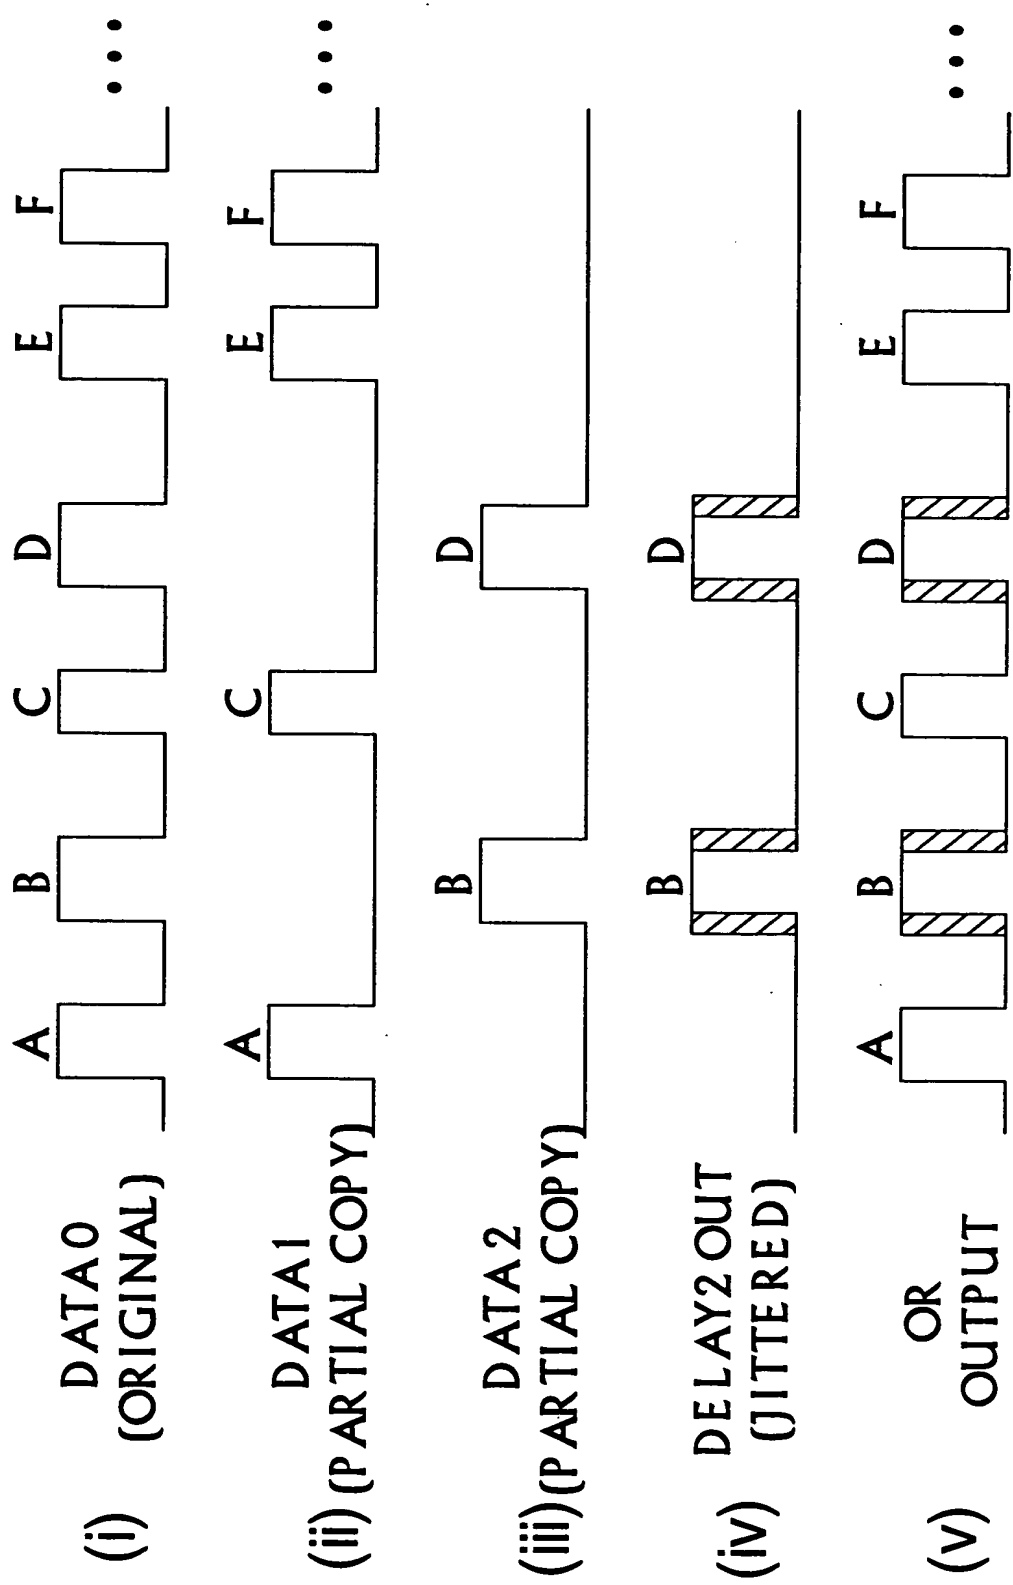 A B C D E F
(i) DATA0 •••
(ORIGINAL)
A C E F
DATA1 •••
(ii) (PARTIAL COPY)
B D
DATA2
(iii) (PARTIAL COPY)
B D
(iv) DELAY2 OUT
(JITTERED)
A B C D E F
(v) OR •••
OUTPUT